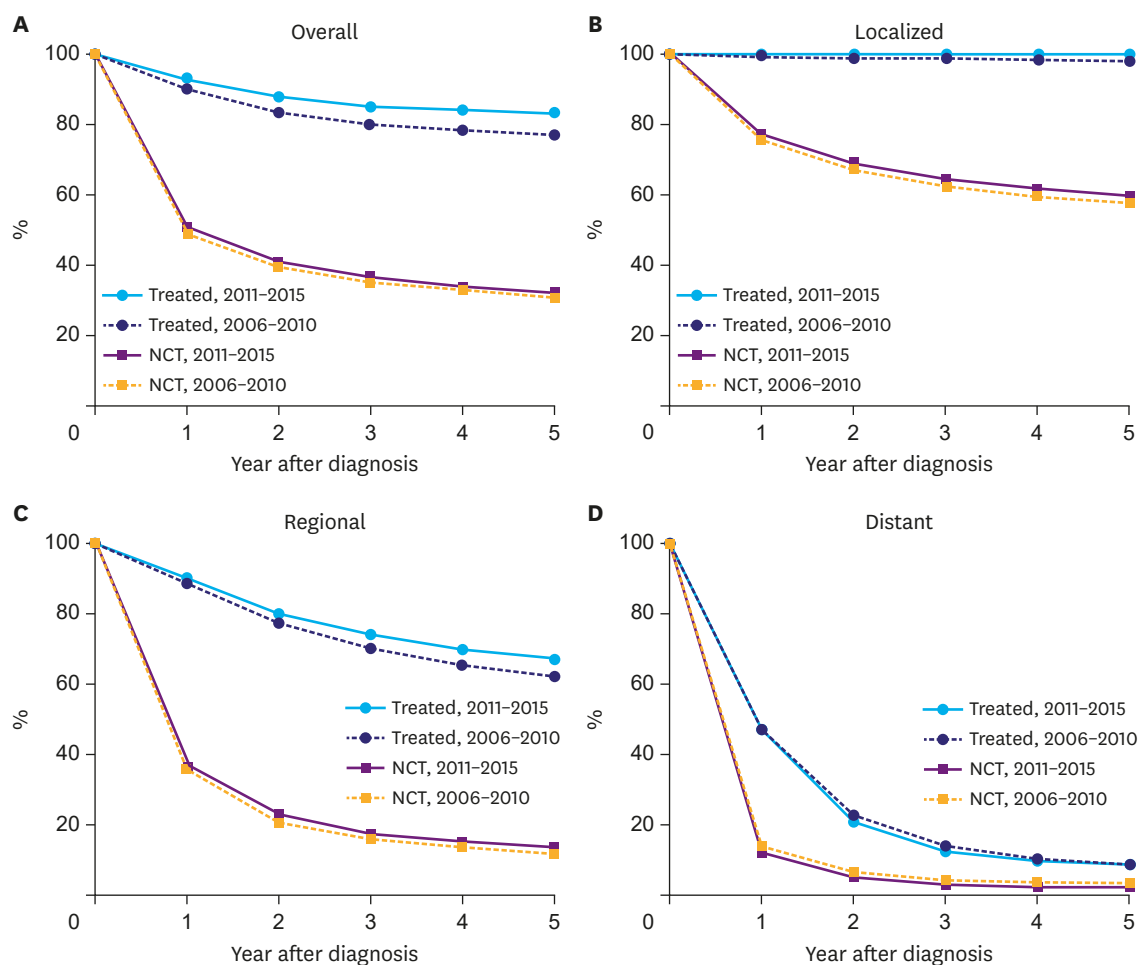 A
Overall
100
80
60
40
20
%
Treated, 2011–2015
Treated, 2006–2010
NCT, 2011–2015
NCT, 2006–2010
0
1
2
3
4
5
Year after diagnosis
B
Localized
100
80
60
40
20
%
Treated, 2011–2015
Treated, 2006–2010
NCT, 2011–2015
NCT, 2006–2010
0
1
2
3
4
5
Year after diagnosis
C
Regional
100
80
60
40
20
%
Treated, 2011–2015
Treated, 2006–2010
NCT, 2011–2015
NCT, 2006–2010
0
1
2
3
4
5
Year after diagnosis
D
Distant
100
80
60
40
20
%
Treated, 2011–2015
Treated, 2006–2010
NCT, 2011–2015
NCT, 2006–2010
0
1
2
3
4
5
Year after diagnosis